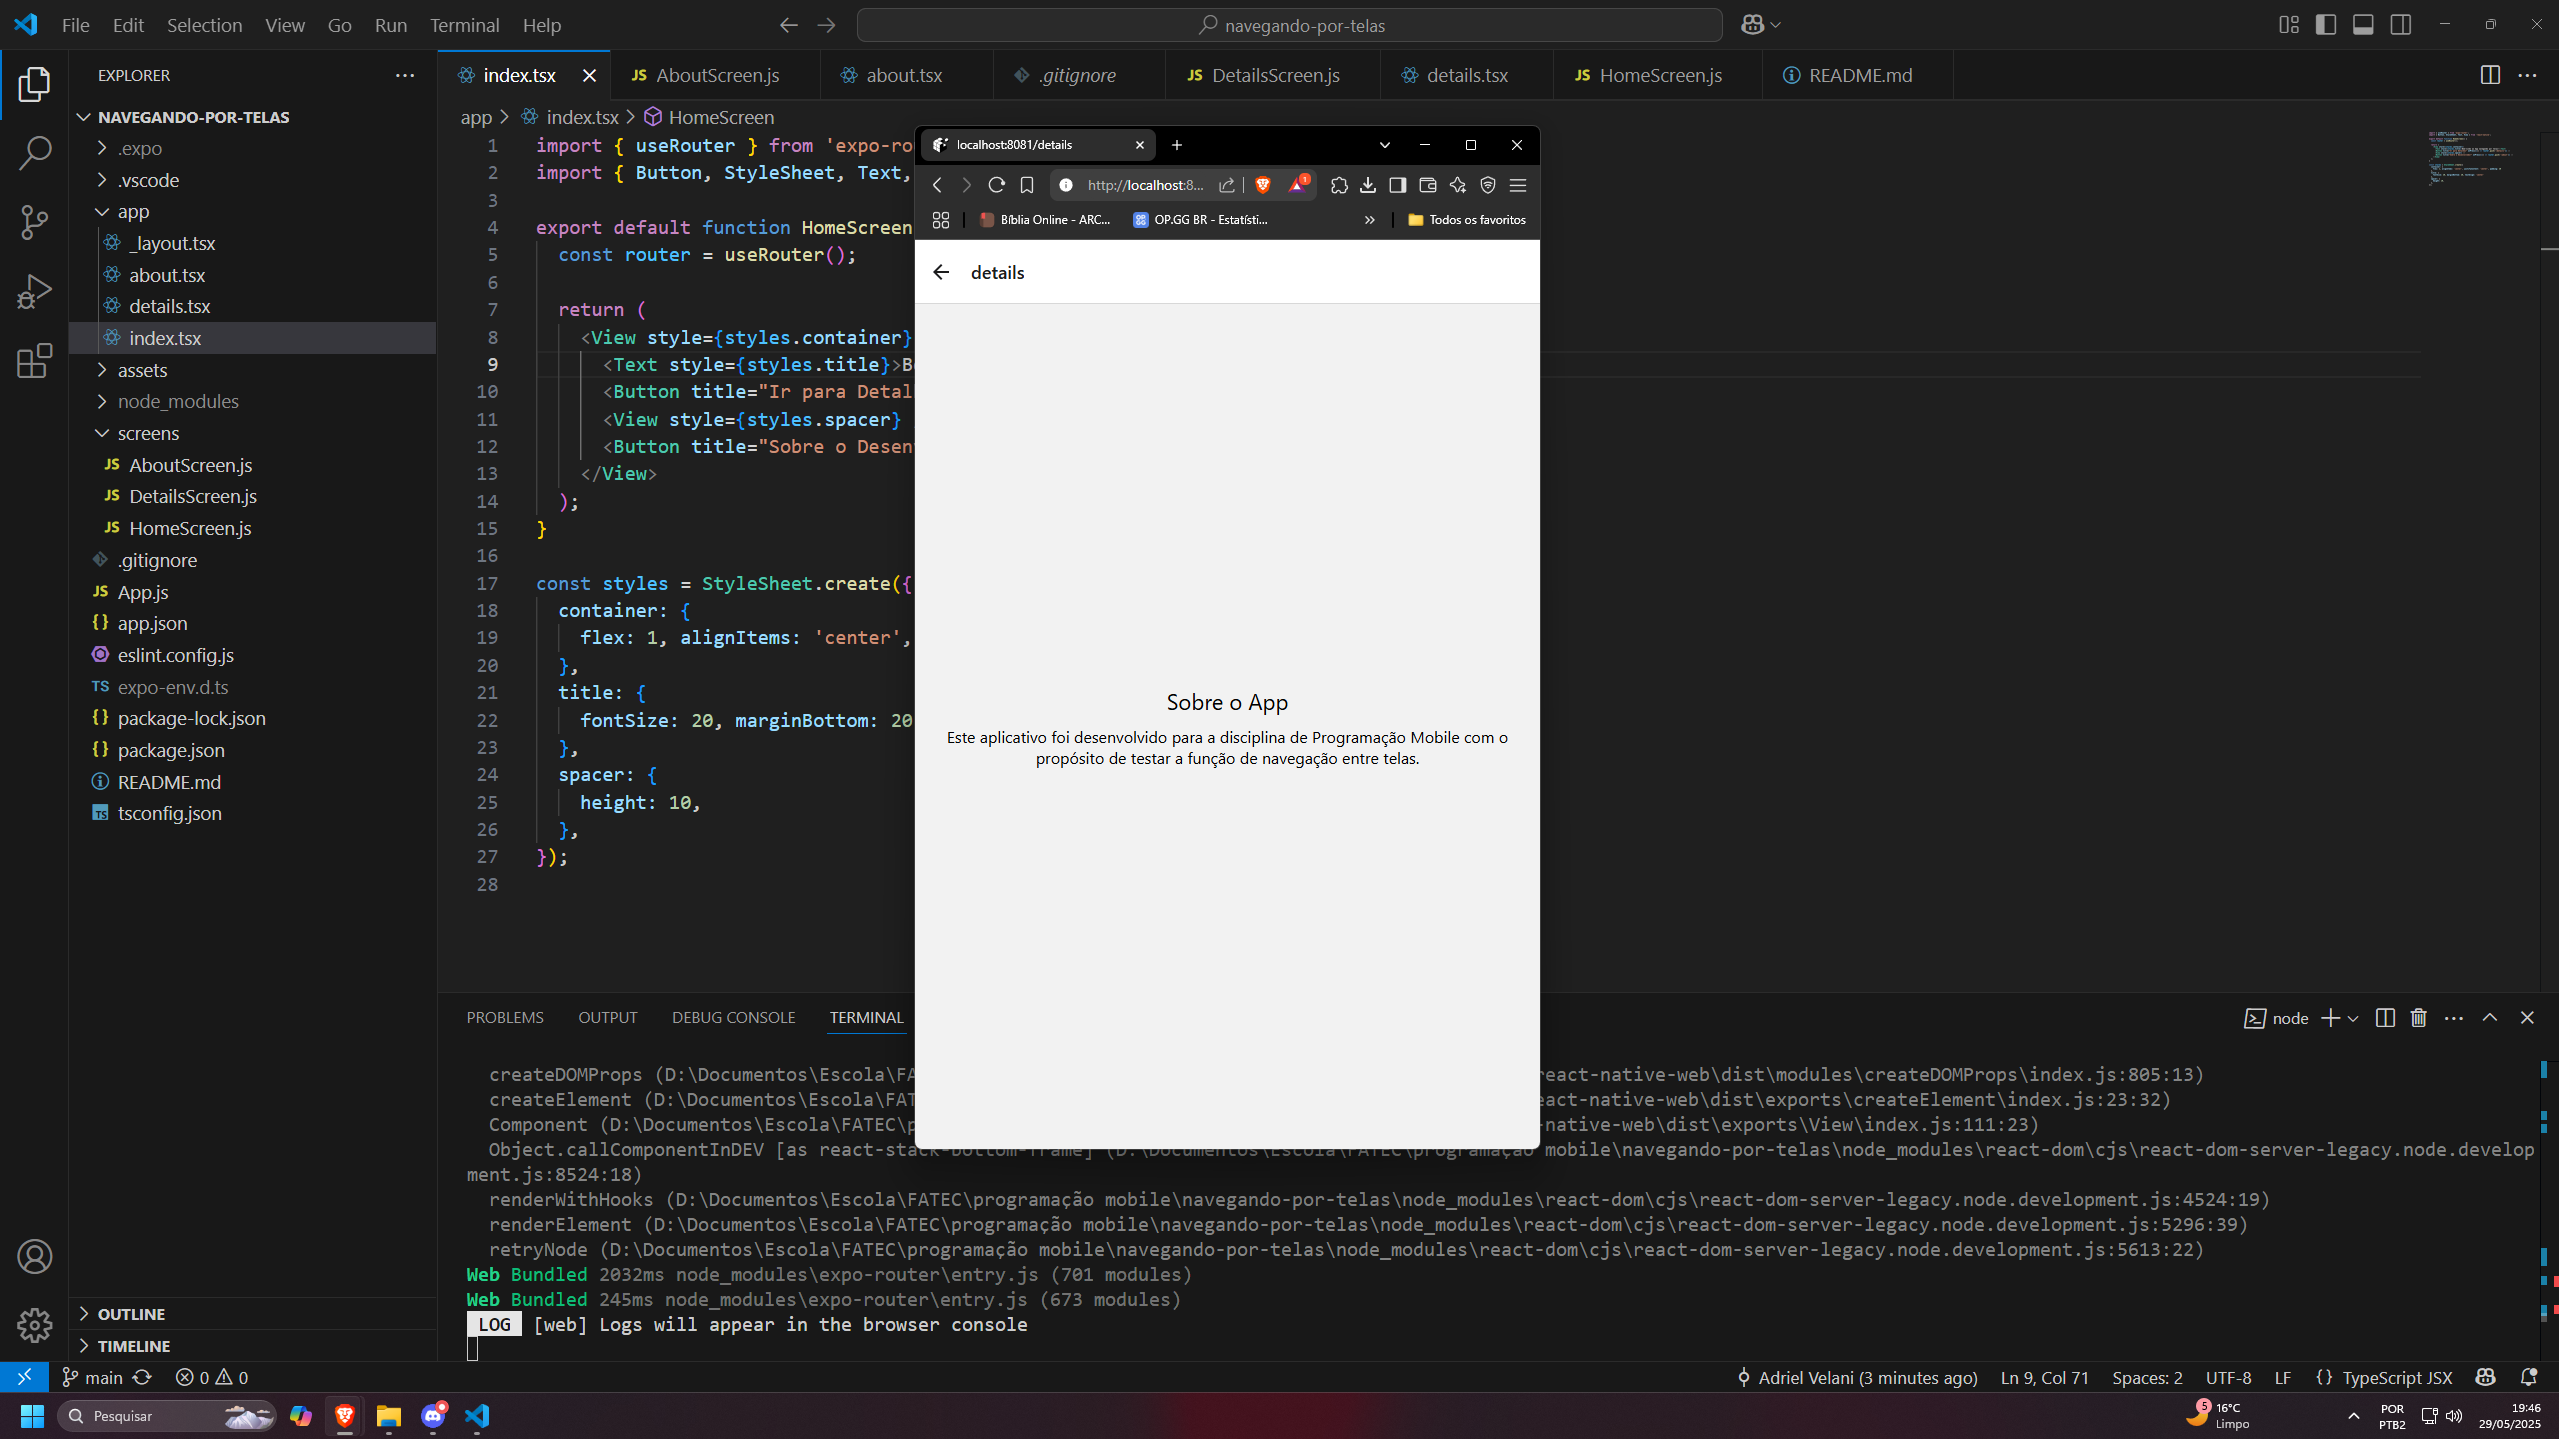 File Edit Selection View Go Run Terminal Help
navegando-por-telas
EXPLORER
NAVEGANDO-POR-TELAS
.expo
.vscode
app
_layout.tsx
about.tsx
details.tsx
index.tsx
assets
node_modules
screens
AboutScreen.js
DetailsScreen.js
HomeScreen.js
.gitignore
App.js
app.json
eslint.config.js
expo-env.d.ts
package-lock.json
package.json
README.md
tsconfig.json
OUTLINE
TIMELINE
index.tsx AboutScreen.js about.tsx .gitignore DetailsScreen.js details.tsx HomeScreen.js README.md
app > index.tsx > HomeScreen
1 import { useRouter } from 'expo-ro
2 import { Button, StyleSheet, Text,
3
4 export default function HomeScreen
5 const router = useRouter();
6
7 return (
8 <View style={styles.container}
9 <Text style={styles.title}>B
10 <Button title="Ir para Detal
11 <View style={styles.spacer}
12 <Button title="Sobre o Desen
13 </View>
14 );
15 }
16
17 const styles = StyleSheet.create({
18 container: {
19 flex: 1, alignItems: 'center',
20 },
21 title: {
22 fontSize: 20, marginBottom: 20
23 },
24 spacer: {
25 height: 10,
26 },
27 });
28
localhost:8081/details
http://localhost:8... 1
Bíblia Online - ARC... OP.GG BR - Estatísti... » Todos os favoritos
details
Sobre o App
Este aplicativo foi desenvolvido para a disciplina de Programação Mobile com o
propósito de testar a função de navegação entre telas.
PROBLEMS OUTPUT DEBUG CONSOLE TERMINAL
node
createDOMProps (D:\Documentos\Escola\FA react-native-web\dist\modules\createDOMProps\index.js:805:13)
createElement (D:\Documentos\Escola\FAT eact-native-web\dist\exports\createElement\index.js:23:32)
Component (D:\Documentos\Escola\FATEC\p -native-web\dist\exports\View\index.js:111:23)
Object.callComponentInDEV [as react-stack-bottom-frame] (D:\Documentos\Escola\FATEC\programação mobile\navegando-por-telas\node_modules\react-dom\cjs\react-dom-server-legacy.node.develop
ment.js:8524:18)
renderWithHooks (D:\Documentos\Escola\FATEC\programação mobile\navegando-por-telas\node_modules\react-dom\cjs\react-dom-server-legacy.node.development.js:4524:19)
renderElement (D:\Documentos\Escola\FATEC\programação mobile\navegando-por-telas\node_modules\react-dom\cjs\react-dom-server-legacy.node.development.js:5296:39)
retryNode (D:\Documentos\Escola\FATEC\programação mobile\navegando-por-telas\node_modules\react-dom\cjs\react-dom-server-legacy.node.development.js:5613:22)
Web Bundled 2032ms node_modules\expo-router\entry.js (701 modules)
Web Bundled 245ms node_modules\expo-router\entry.js (673 modules)
LOG [web] Logs will appear in the browser console
main 0 0 Adriel Velani (3 minutes ago) Ln 9, Col 71 Spaces: 2 UTF-8 LF {} TypeScript JSX
Pesquisar
5 16°C
Limpo
POR
PTB2
19:46
29/05/2025